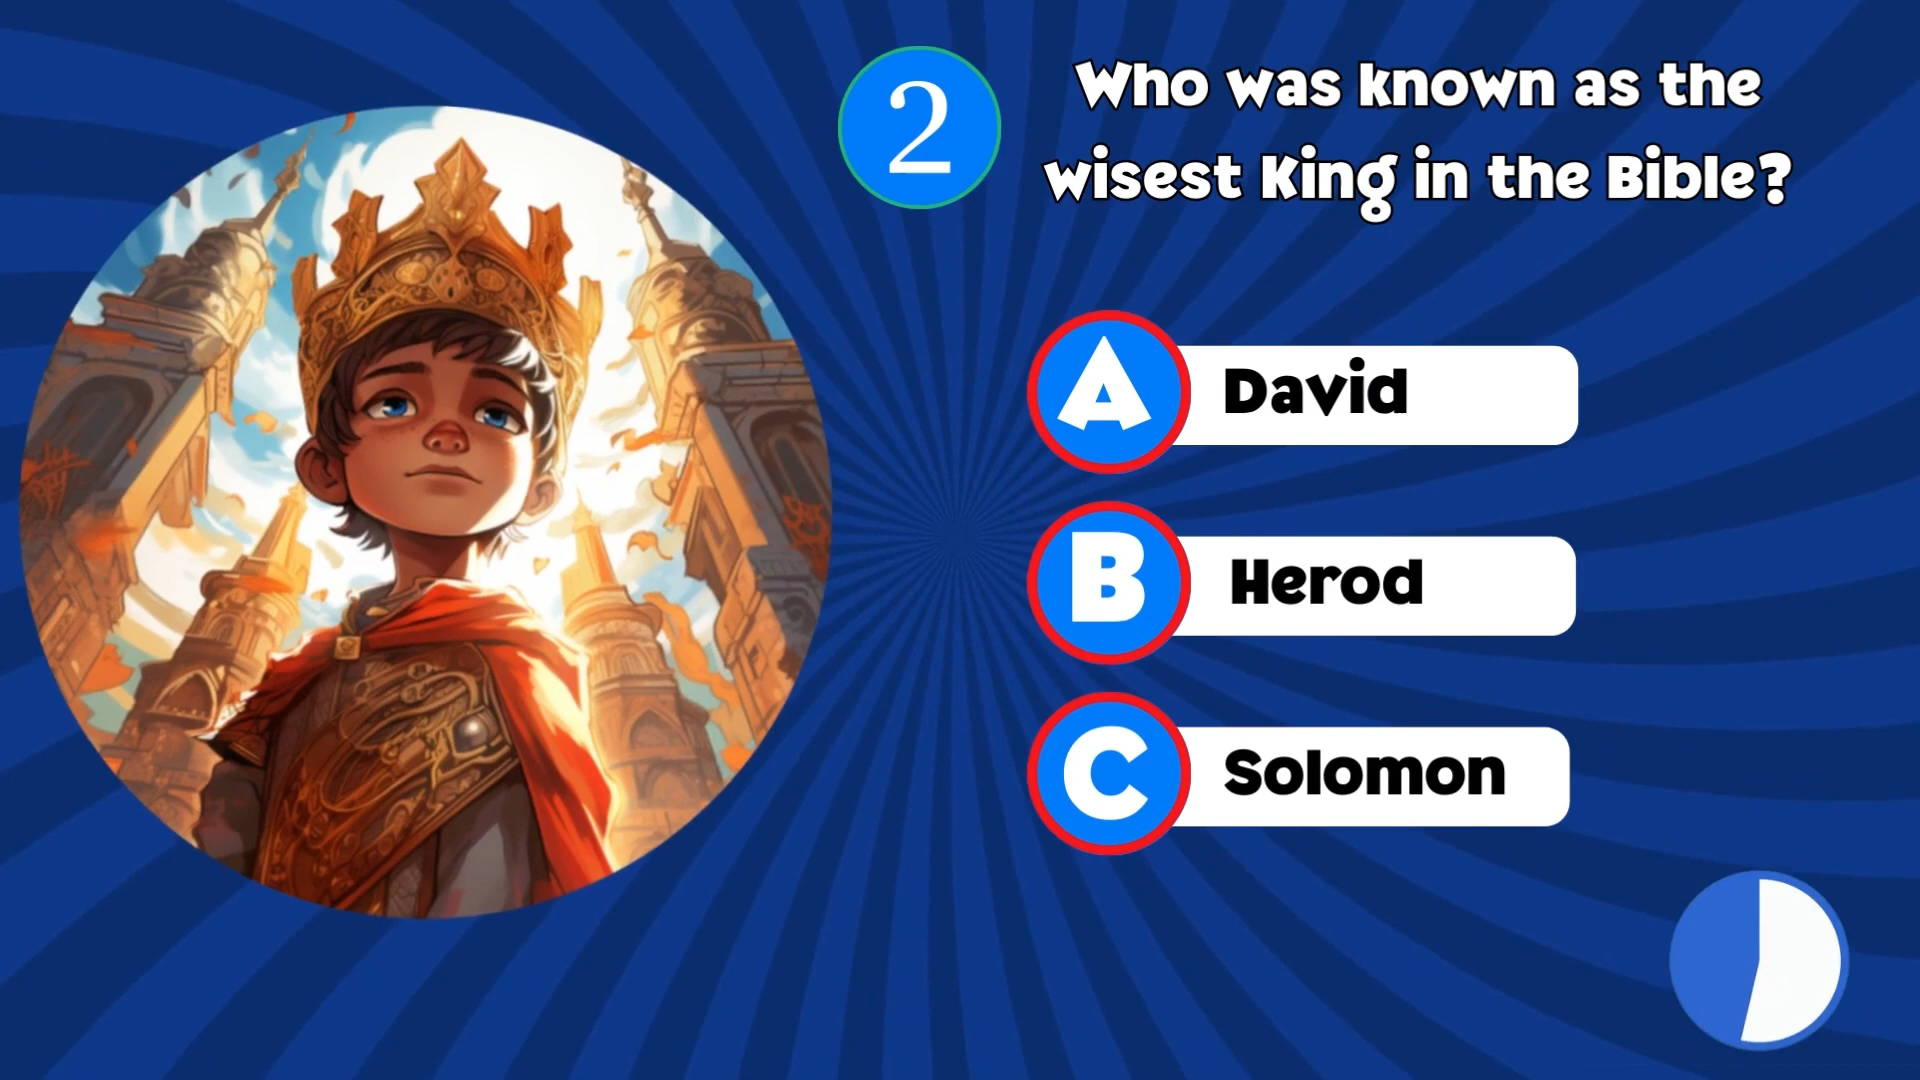 2
Who was known as the
wisest King in the Bible?
A David
B Herod
C Solomon